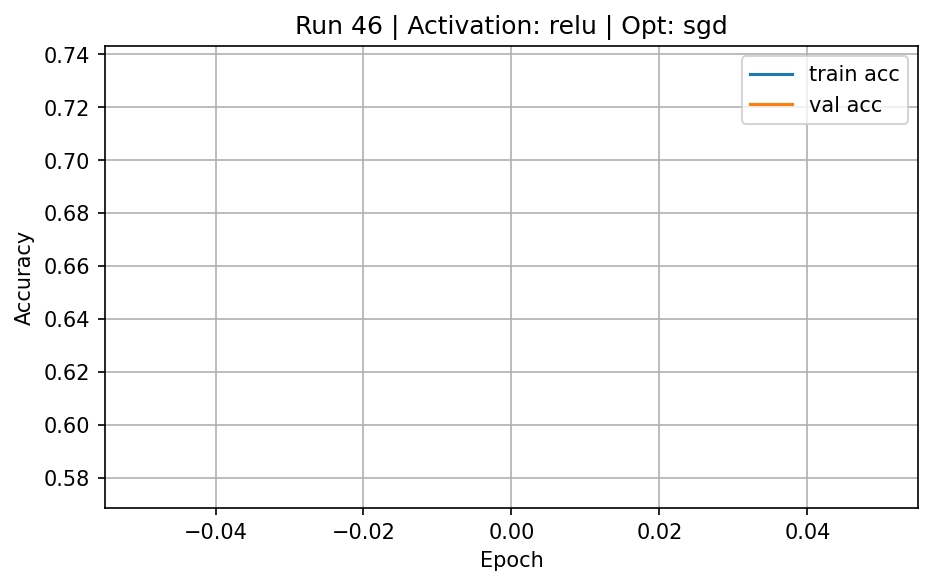 Run 46 | Activation: relu | Opt: sgd
train acc
val acc
0.74
0.72
0.70
0.68
0.66
0.64
0.62
0.60
0.58
Accuracy
−0.04
−0.02
0.00
0.02
0.04
Epoch